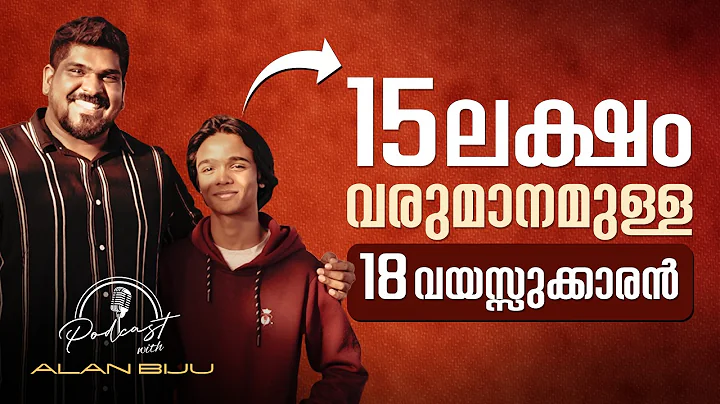 15 ലക്ഷം
വരുമാനമുള്ള
18 വയസ്സുക്കാരൻ
Podcast
with
ALAN BIJU